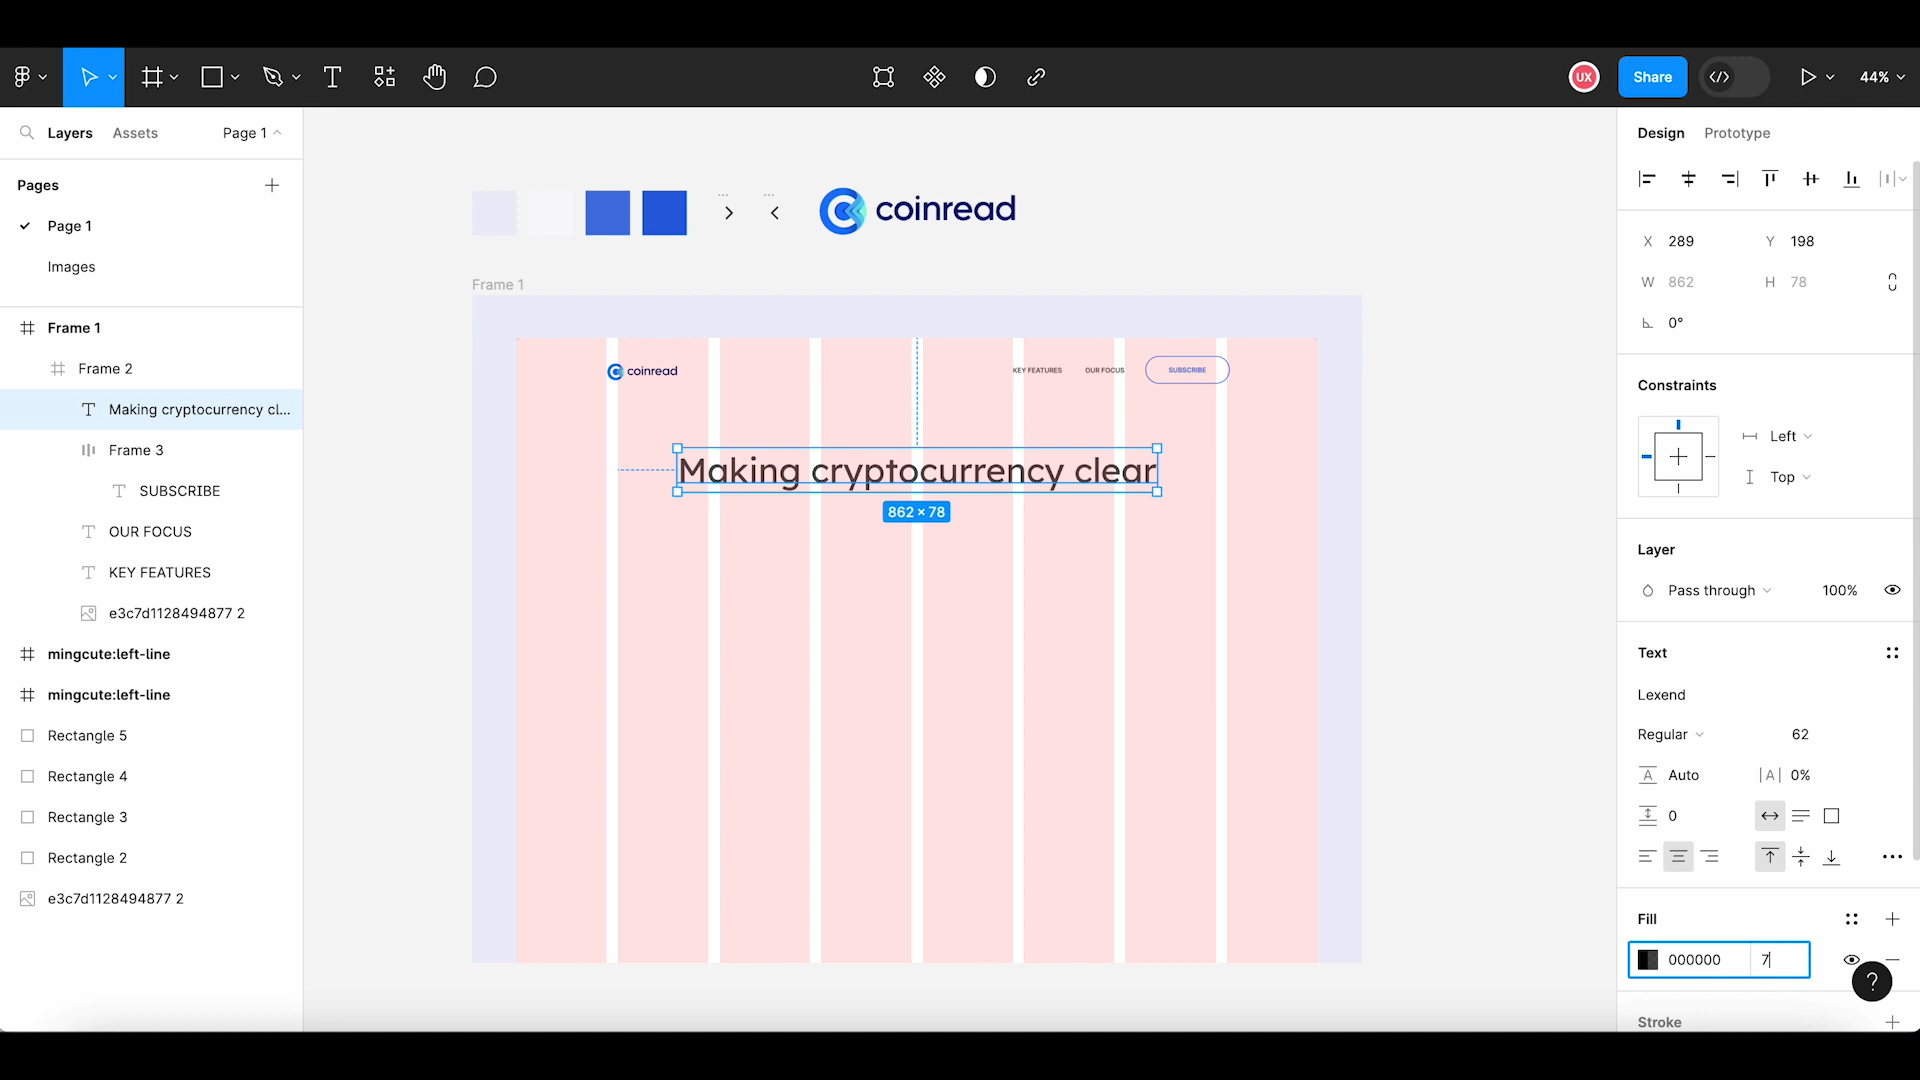 UX
Share
44%
Layers
Assets
Page 1
Design
Prototype
Pages
Page 1
Images
Frame 1
Frame 2
Making cryptocurrency cl...
Frame 3
SUBSCRIBE
OUR FOCUS
KEY FEATURES
e3c7d1128494877 2
mingcute:left-line
mingcute:left-line
Rectangle 5
Rectangle 4
Rectangle 3
Rectangle 2
e3c7d1128494877 2
coinread
Frame 1
coinread
KEY FEATURES
OUR FOCUS
SUBSCRIBE
Making cryptocurrency clear
862 × 78
X 289
Y 198
W 862
H 78
0°
Constraints
Left
Top
Layer
Pass through
100%
Text
Lexend
Regular
62
A Auto
|A| 0%
0
Fill
000000
7
?
Stroke